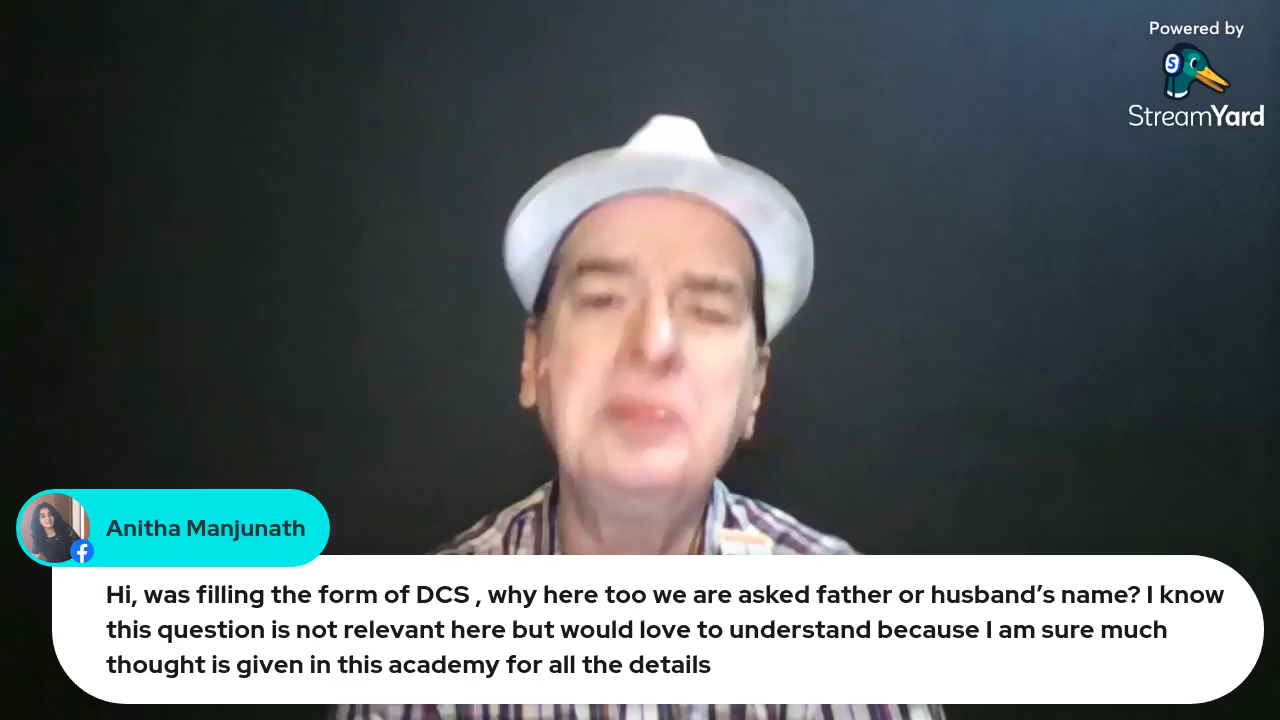 Powered by
S
StreamYard
Anitha Manjunath
Hi, was filling the form of DCS , why here too we are asked father or husband’s name? I know
this question is not relevant here but would love to understand because I am sure much
thought is given in this academy for all the details